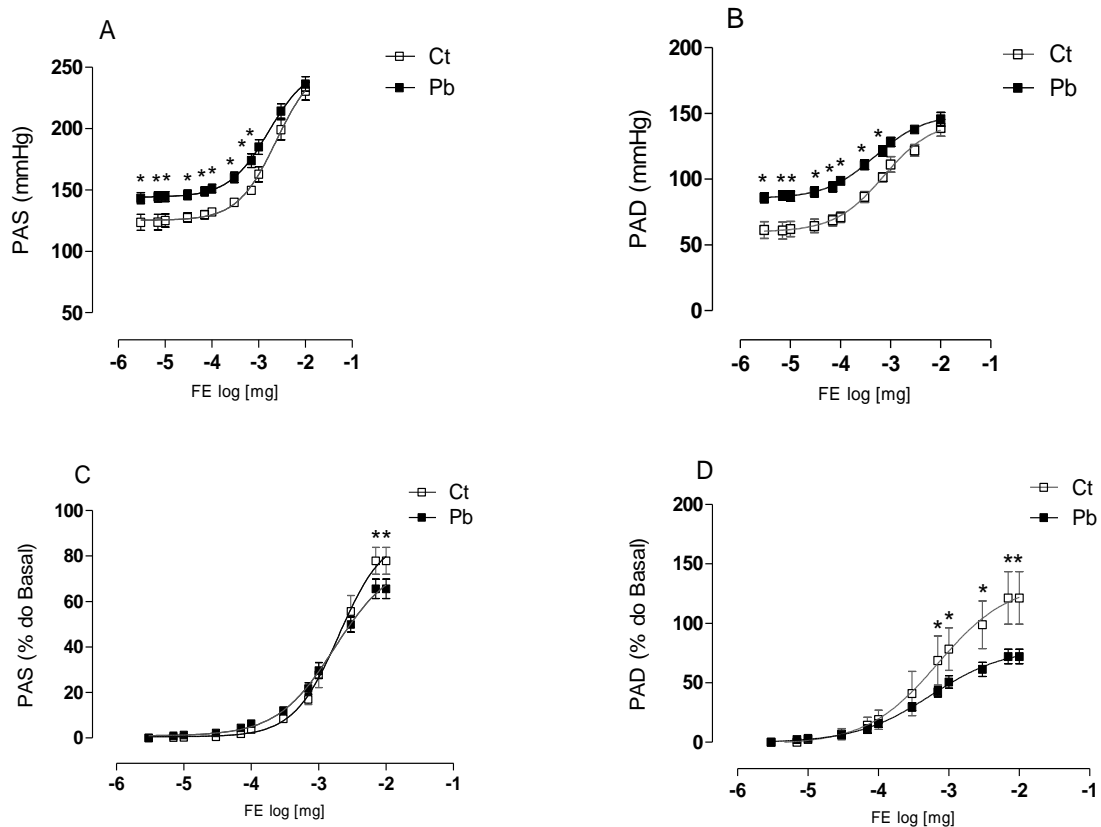 A
Ct
Pb
PAS (mmHg)
250
200
150
100
50
* ** * ** * * *
-6 -5 -4 -3 -2 -1
FE log [mg]
B
Ct
Pb
PAD (mmHg)
200
150
100
50
0
* ** * ** * *
-6 -5 -4 -3 -2 -1
FE log [mg]
C
Ct
Pb
PAS (% do Basal)
100
80
60
40
20
0
**
-6 -5 -4 -3 -2 -1
FE log [mg]
D
Ct
Pb
PAD (% do Basal)
200
150
100
50
0
* * * **
-6 -5 -4 -3 -2 -1
FE log [mg]